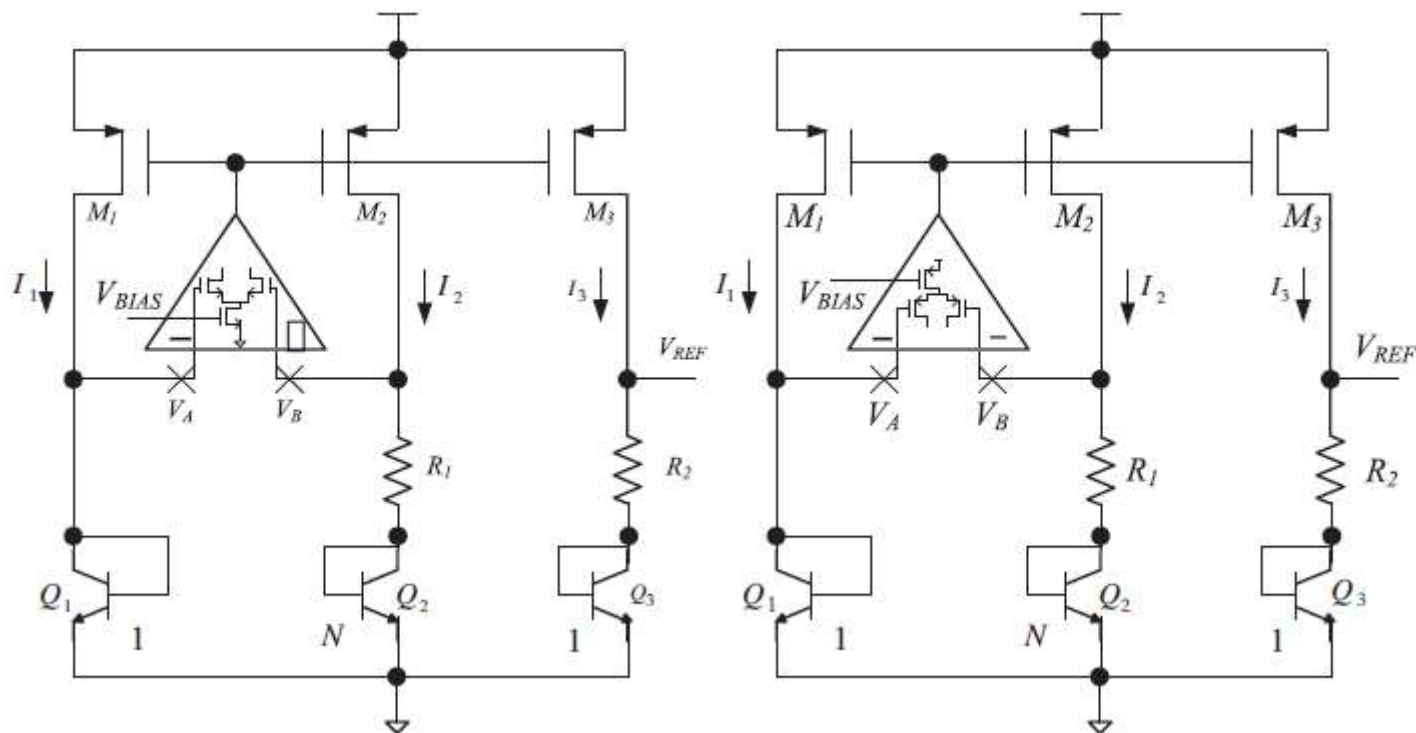 M1 M2 M3
I1 VBIAS I2 I3
− VREF
VA VB
R1 R2
Q1 Q2 Q3
1 N 1
M1 M2 M3
I1 VBIAS I2 I3
− − VREF
VA VB
R1 R2
Q1 Q2 Q3
1 N 1